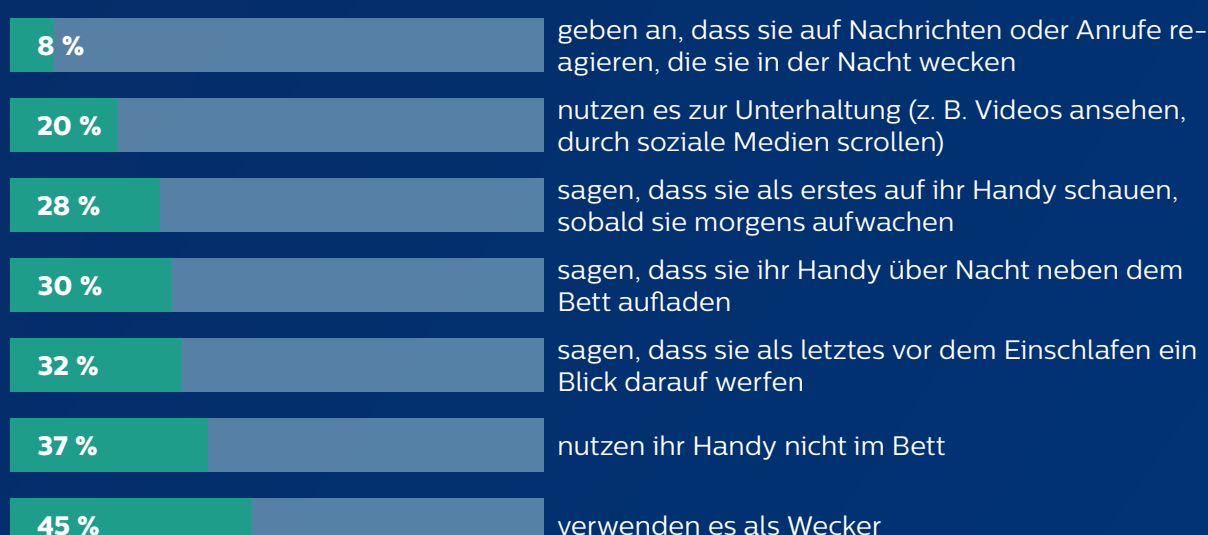 8 %
geben an, dass sie auf Nachrichten oder Anrufe re-
agieren, die sie in der Nacht wecken
20 %
nutzen es zur Unterhaltung (z. B. Videos ansehen,
durch soziale Medien scrollen)
28 %
sagen, dass sie als erstes auf ihr Handy schauen,
sobald sie morgens aufwachen
30 %
sagen, dass sie ihr Handy über Nacht neben dem
Bett aufladen
32 %
sagen, dass sie als letztes vor dem Einschlafen ein
Blick darauf werfen
37 %
nutzen ihr Handy nicht im Bett
45 %
verwenden es als Wecker